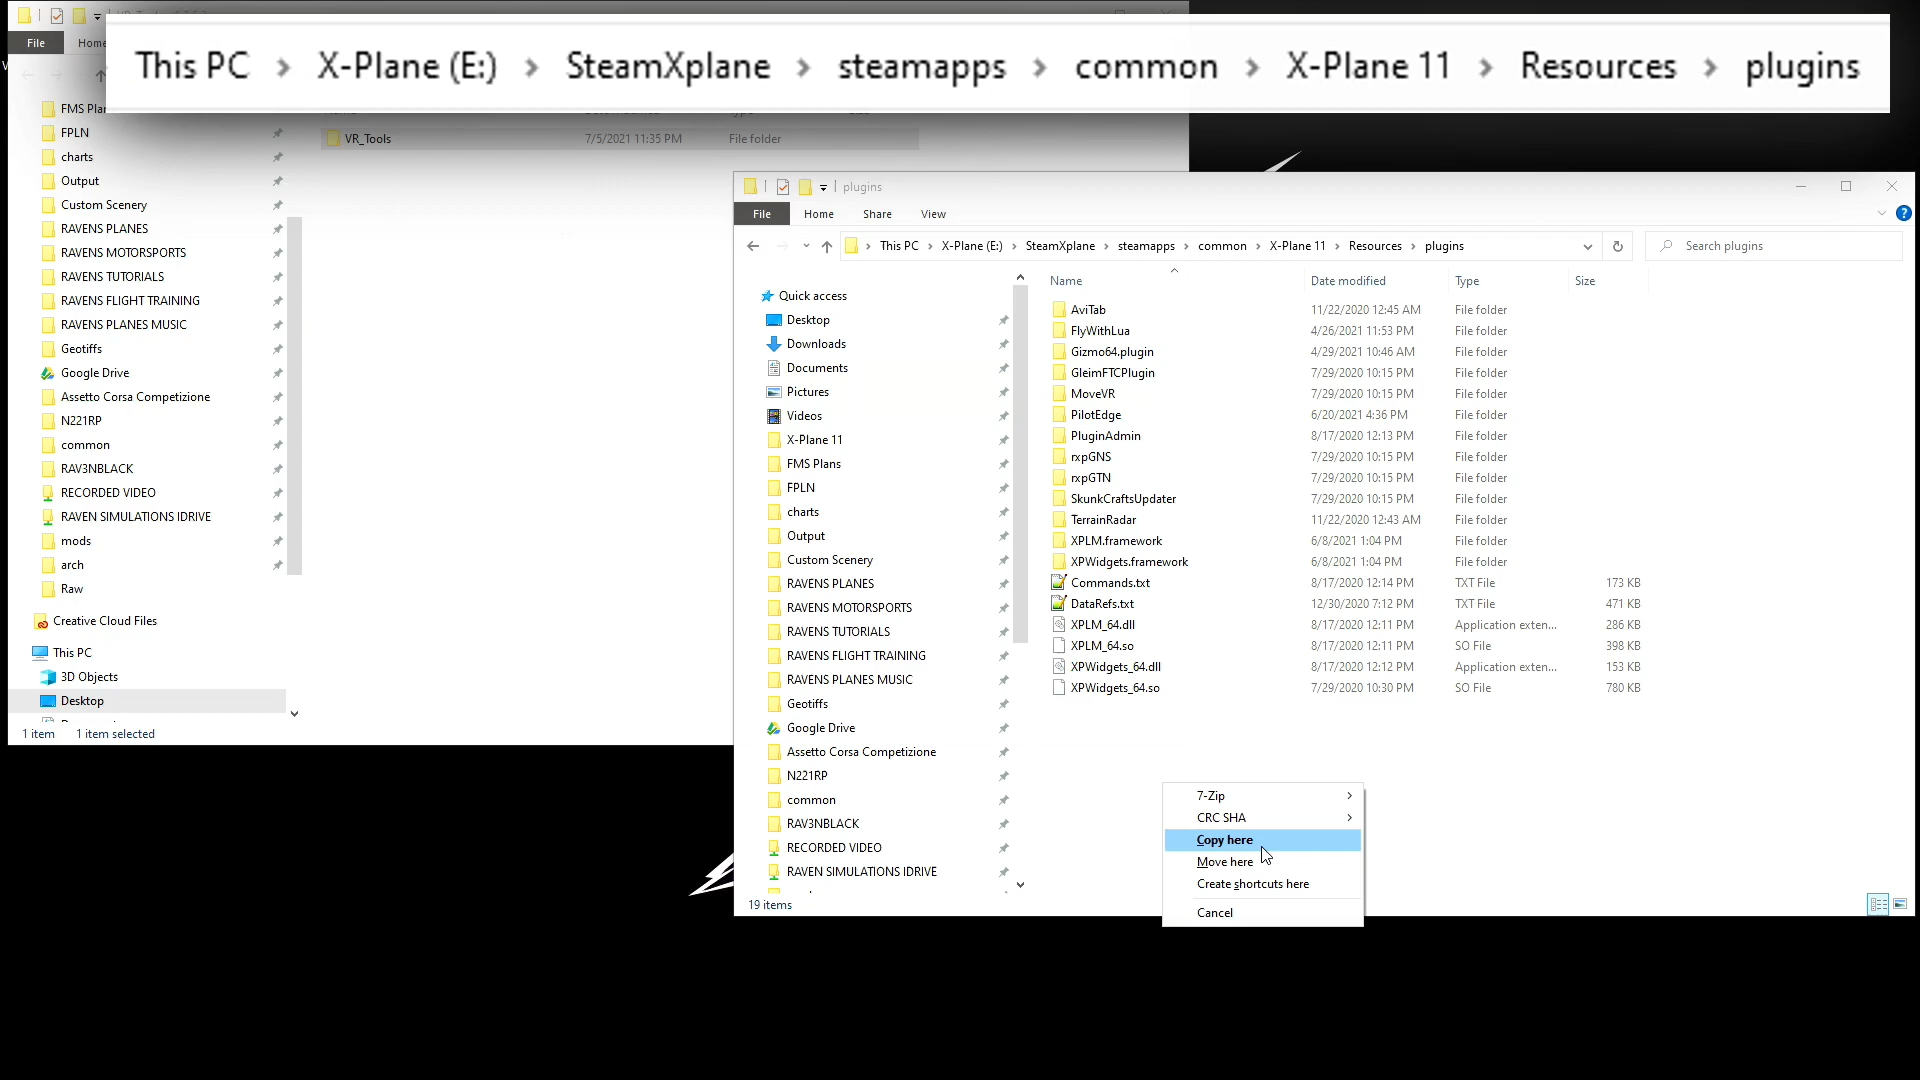 This PC > X-Plane (E:) > SteamXplane > steamapps > common > X-Plane 11 > Resources > plugins
File
Home
FMS Pla
FPLN
charts
Output
Custom Scenery
RAVENS PLANES
RAVENS MOTORSPORTS
RAVENS TUTORIALS
RAVENS FLIGHT TRAINING
RAVENS PLANES MUSIC
Geotiffs
Google Drive
Assetto Corsa Competizione
N221RP
common
RAV3NBLACK
RECORDED VIDEO
RAVEN SIMULATIONS IDRIVE
mods
arch
Raw
Creative Cloud Files
This PC
3D Objects
Desktop
1 item 1 item selected
VR_Tools 7/5/2021 11:35 PM File folder
plugins
File Home Share View
This PC > X-Plane (E:) > SteamXplane > steamapps > common > X-Plane 11 > Resources > plugins
Search plugins
Quick access
Desktop
Downloads
Documents
Pictures
Videos
X-Plane 11
FMS Plans
FPLN
charts
Output
Custom Scenery
RAVENS PLANES
RAVENS MOTORSPORTS
RAVENS TUTORIALS
RAVENS FLIGHT TRAINING
RAVENS PLANES MUSIC
Geotiffs
Google Drive
Assetto Corsa Competizione
N221RP
common
RAV3NBLACK
RECORDED VIDEO
RAVEN SIMULATIONS IDRIVE
19 items
Name Date modified Type Size
AviTab 11/22/2020 12:45 AM File folder
FlyWithLua 4/26/2021 11:53 PM File folder
Gizmo64.plugin 4/29/2021 10:46 AM File folder
GleimFTCPlugin 7/29/2020 10:15 PM File folder
MoveVR 7/29/2020 10:15 PM File folder
PilotEdge 6/20/2021 4:36 PM File folder
PluginAdmin 8/17/2020 12:13 PM File folder
rxpGNS 7/29/2020 10:15 PM File folder
rxpGTN 7/29/2020 10:15 PM File folder
SkunkCraftsUpdater 7/29/2020 10:15 PM File folder
TerrainRadar 11/22/2020 12:43 AM File folder
XPLM.framework 6/8/2021 1:04 PM File folder
XPWidgets.framework 6/8/2021 1:04 PM File folder
Commands.txt 8/17/2020 12:14 PM TXT File 173 KB
DataRefs.txt 12/30/2020 7:12 PM TXT File 471 KB
XPLM_64.dll 8/17/2020 12:11 PM Application exten... 286 KB
XPLM_64.so 8/17/2020 12:11 PM SO File 398 KB
XPWidgets_64.dll 8/17/2020 12:12 PM Application exten... 153 KB
XPWidgets_64.so 7/29/2020 10:30 PM SO File 780 KB
7-Zip
CRC SHA
Copy here
Move here
Create shortcuts here
Cancel